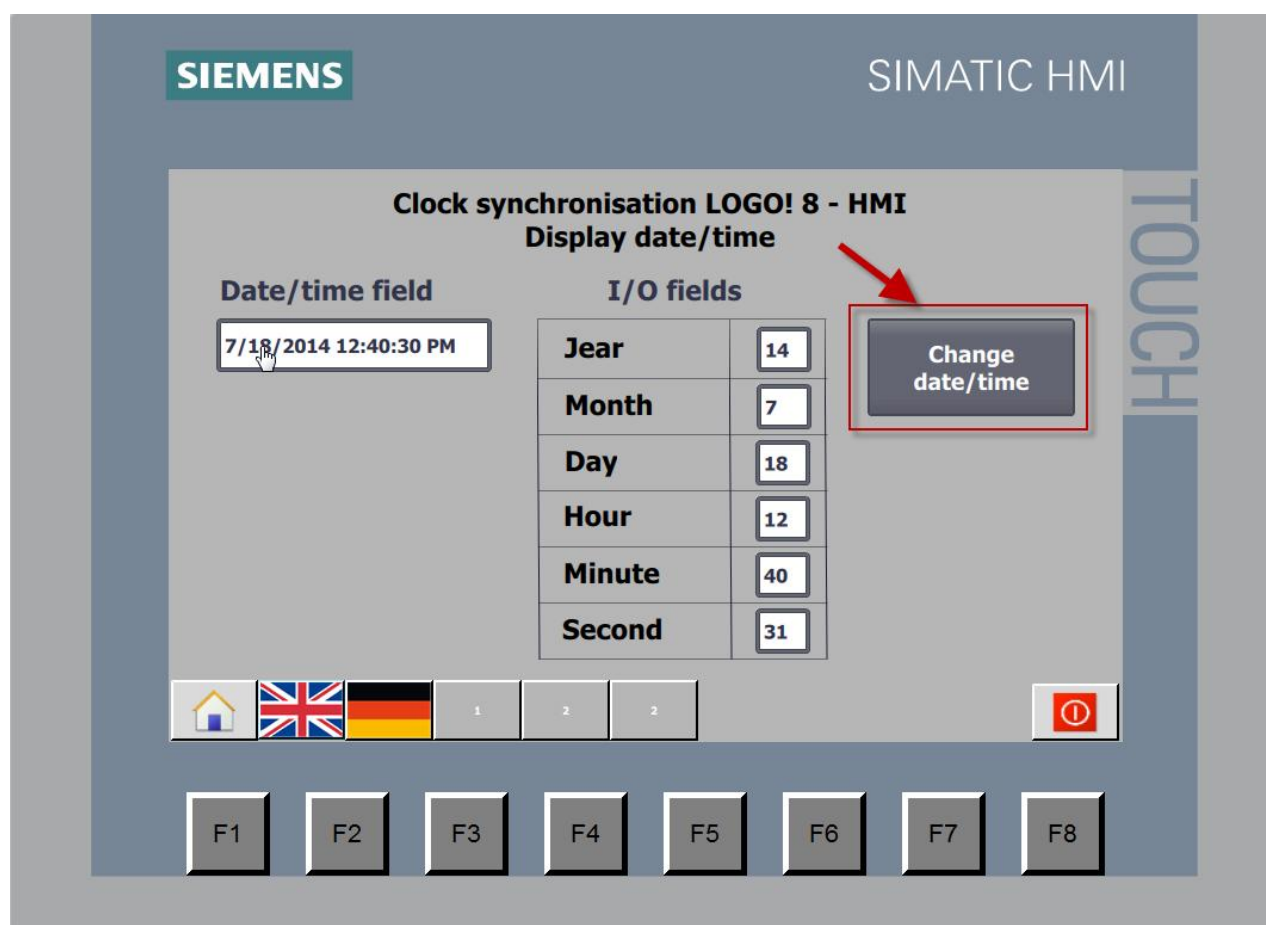 SIEMENS
SIMATIC HMI
TOUCH
Clock synchronisation LOGO! 8 - HMI
Display date/time
Date/time field
I/O fields
7/18/2014 12:40:30 PM
Jear 14
Month 7
Day 18
Hour 12
Minute 40
Second 31
Change
date/time
1 2 2
F1 F2 F3 F4 F5 F6 F7 F8